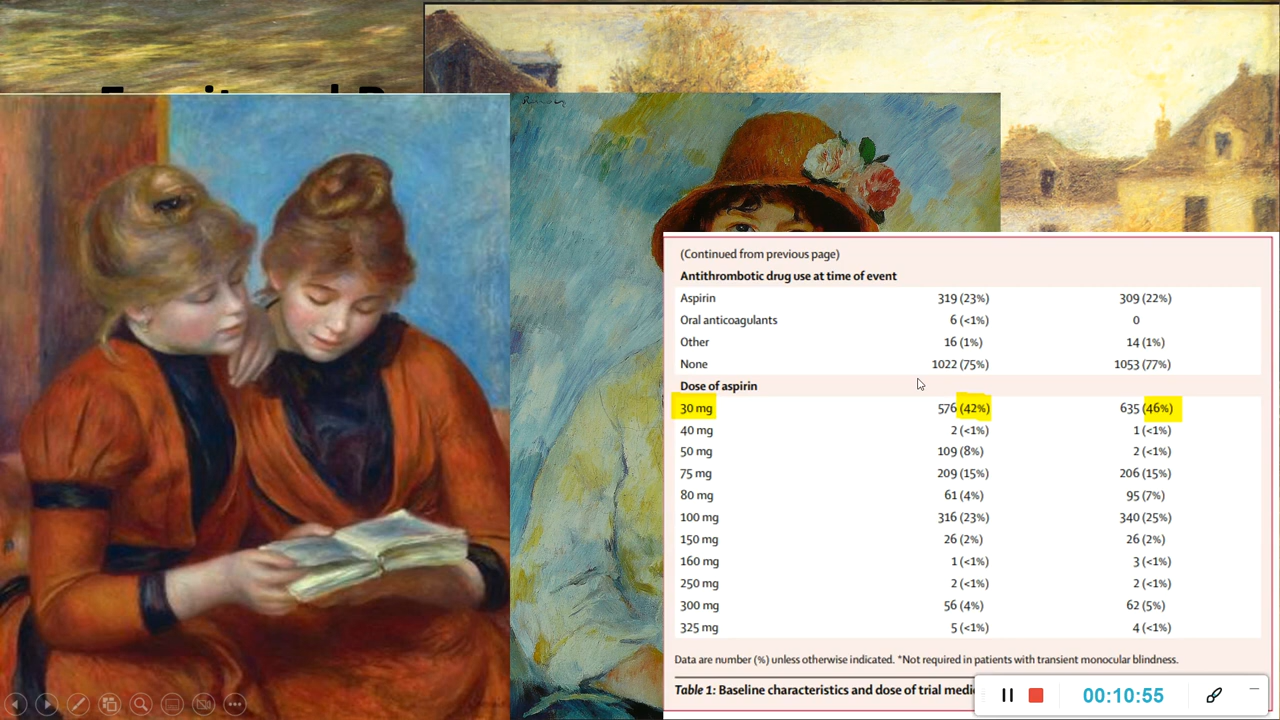 Renoir
(Continued from previous page)
Antithrombotic drug use at time of event
Aspirin 319 (23%) 309 (22%)
Oral anticoagulants 6 (<1%) 0
Other 16 (1%) 14 (1%)
None 1022 (75%) 1053 (77%)
Dose of aspirin
30 mg 576 (42%) 635 (46%)
40 mg 2 (<1%) 1 (<1%)
50 mg 109 (8%) 2 (<1%)
75 mg 209 (15%) 206 (15%)
80 mg 61 (4%) 95 (7%)
100 mg 316 (23%) 340 (25%)
150 mg 26 (2%) 26 (2%)
160 mg 1 (<1%) 3 (<1%)
250 mg 2 (<1%) 2 (<1%)
300 mg 56 (4%) 62 (5%)
325 mg 5 (<1%) 4 (<1%)
Data are number (%) unless otherwise indicated. *Not required in patients with transient monocular blindness.
Table 1: Baseline characteristics and dose of trial
00:10:55